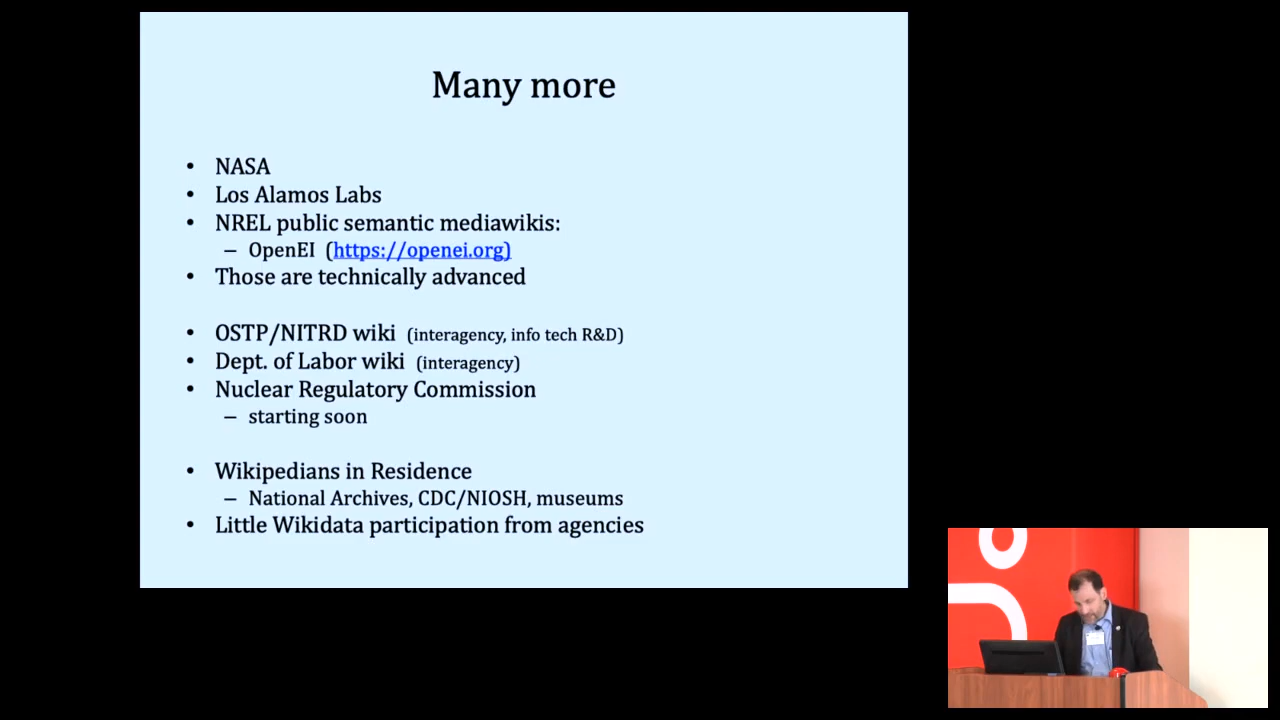 Many more
• NASA
• Los Alamos Labs
• NREL public semantic mediawikis:
– OpenEI (https://openei.org)
• Those are technically advanced
• OSTP/NITRD wiki (interagency, info tech R&D)
• Dept. of Labor wiki (interagency)
• Nuclear Regulatory Commission
– starting soon
• Wikipedians in Residence
– National Archives, CDC/NIOSH, museums
• Little Wikidata participation from agencies